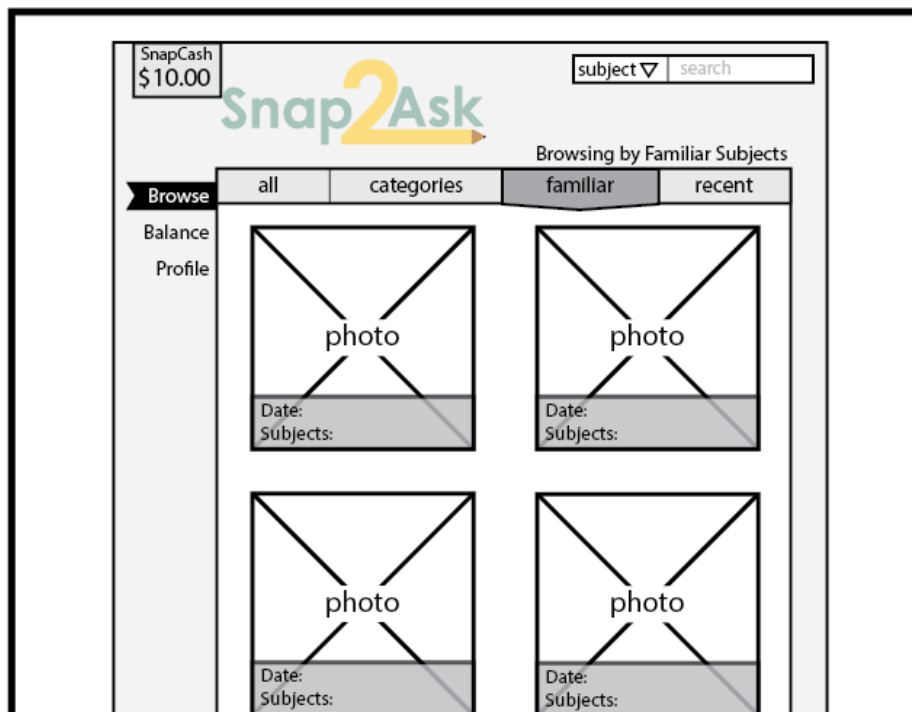 SnapCash
$10.00
Snap2Ask
subject search
Browsing by Familiar Subjects
Browse
Balance
Profile
all categories familiar recent
photo photo
Date: Date:
Subjects: Subjects:
photo photo
Date: Date:
Subjects: Subjects: